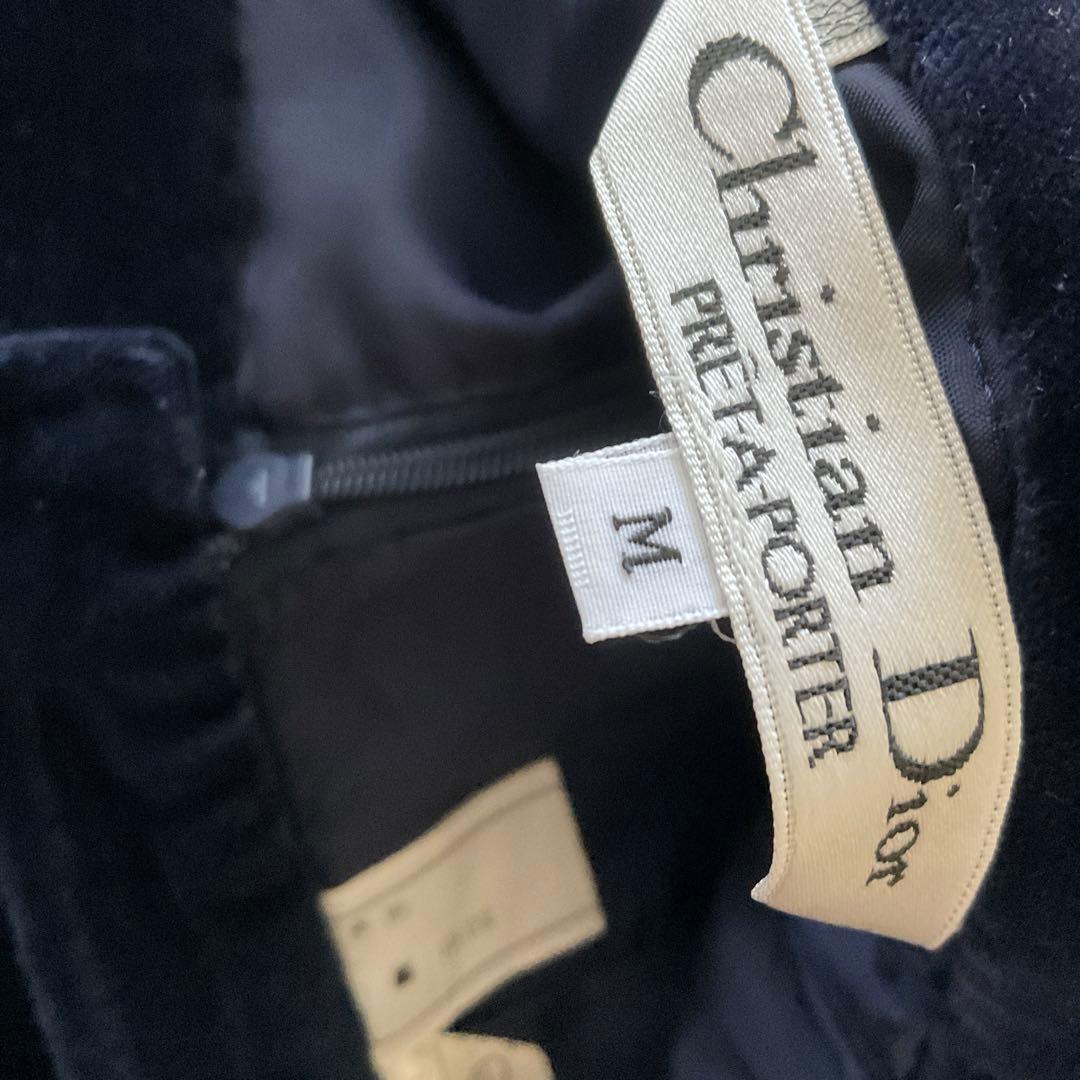 Christian Dior
PRÊT-A-PORTER
M